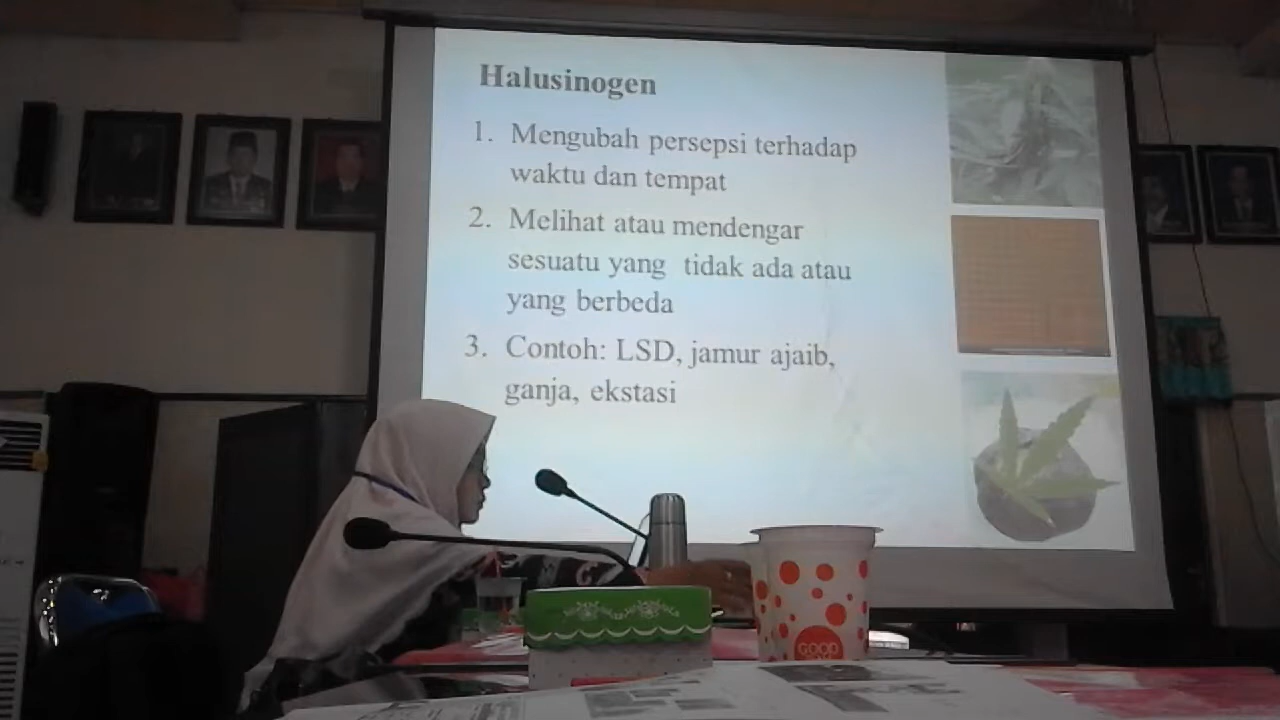 Halusinogen
1. Mengubah persepsi terhadap
waktu dan tempat
2. Melihat atau mendengar
sesuatu yang tidak ada atau
yang berbeda
3. Contoh: LSD, jamur ajaib,
ganja, ekstasi
GOOD